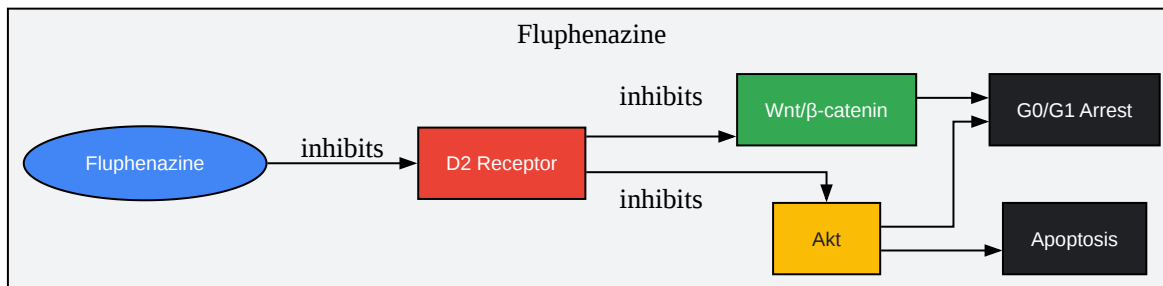 Fluphenazine
Fluphenazine
inhibits
D2 Receptor
inhibits
Wnt/β-catenin
G0/G1 Arrest
inhibits
Akt
Apoptosis